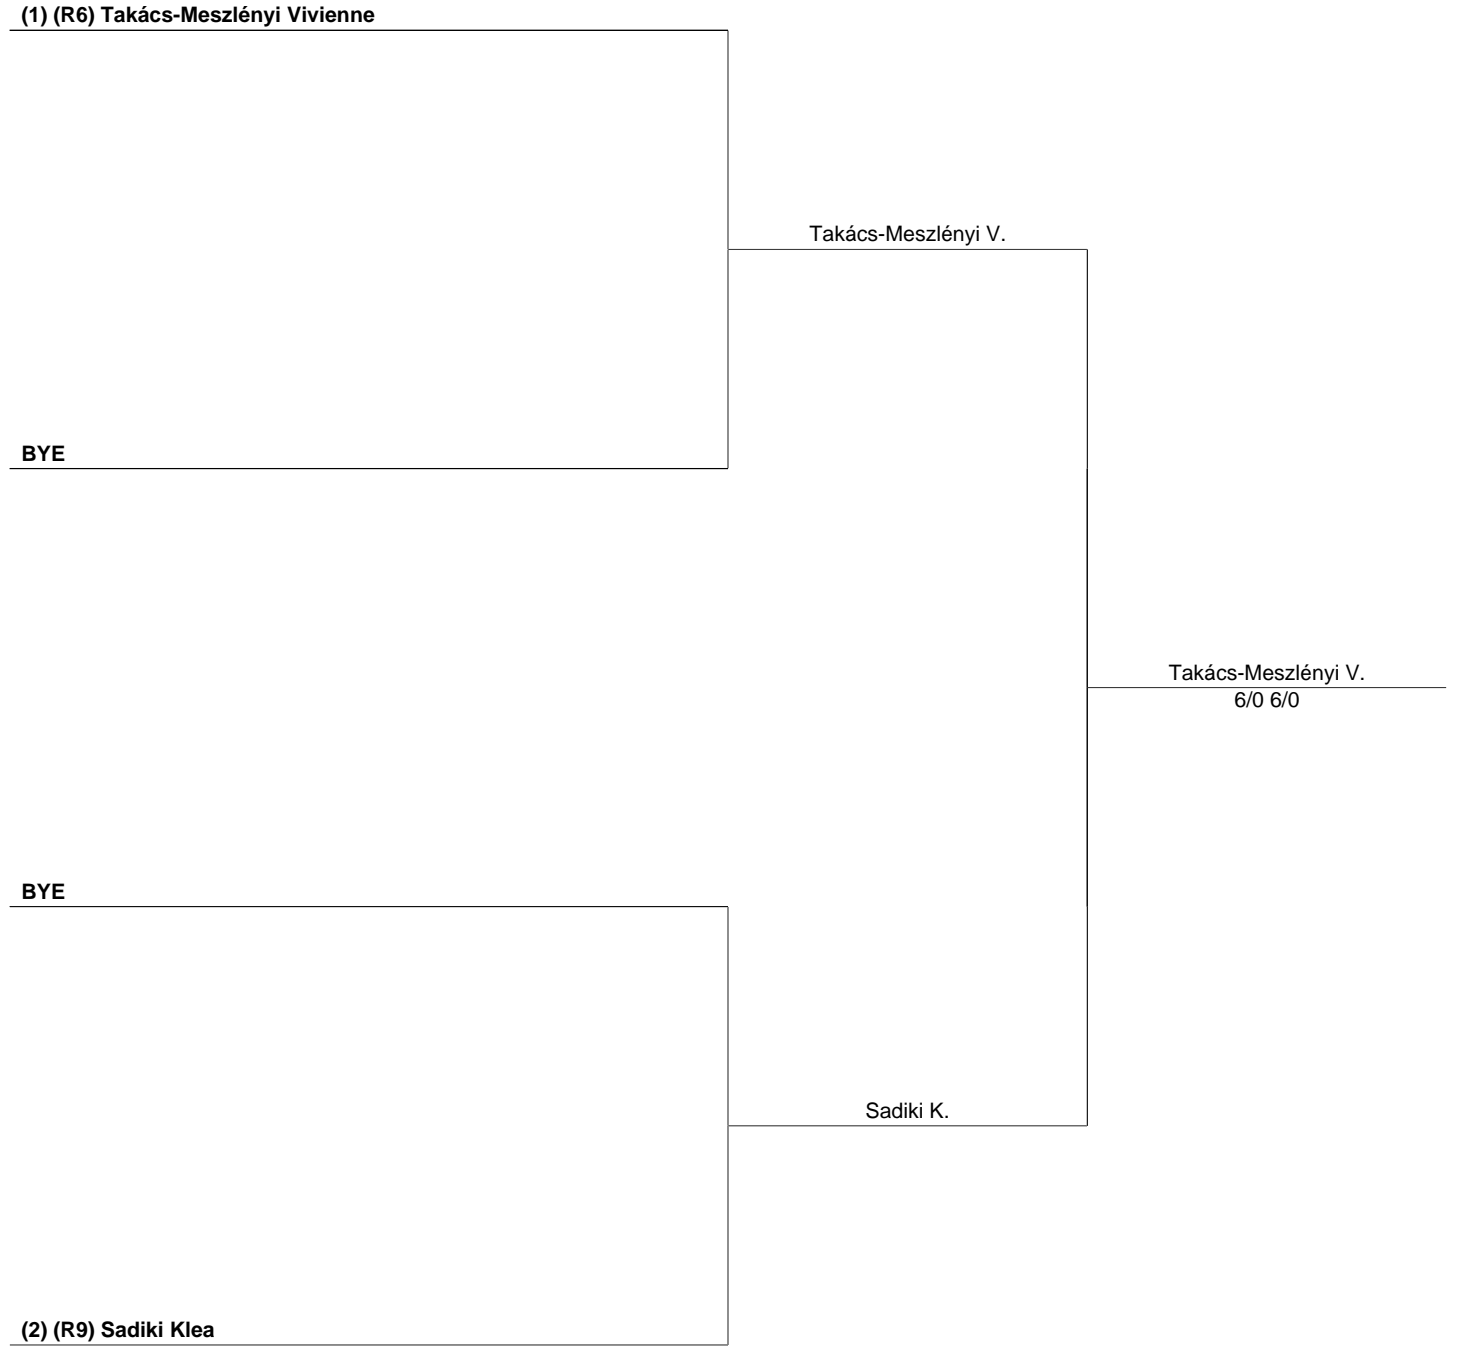 (1) (R6) Takács-Meszlényi Vivienne
Takács-Meszlényi V.
BYE
Takács-Meszlényi V.
6/0 6/0
BYE
Sadiki K.
(2) (R9) Sadiki Klea